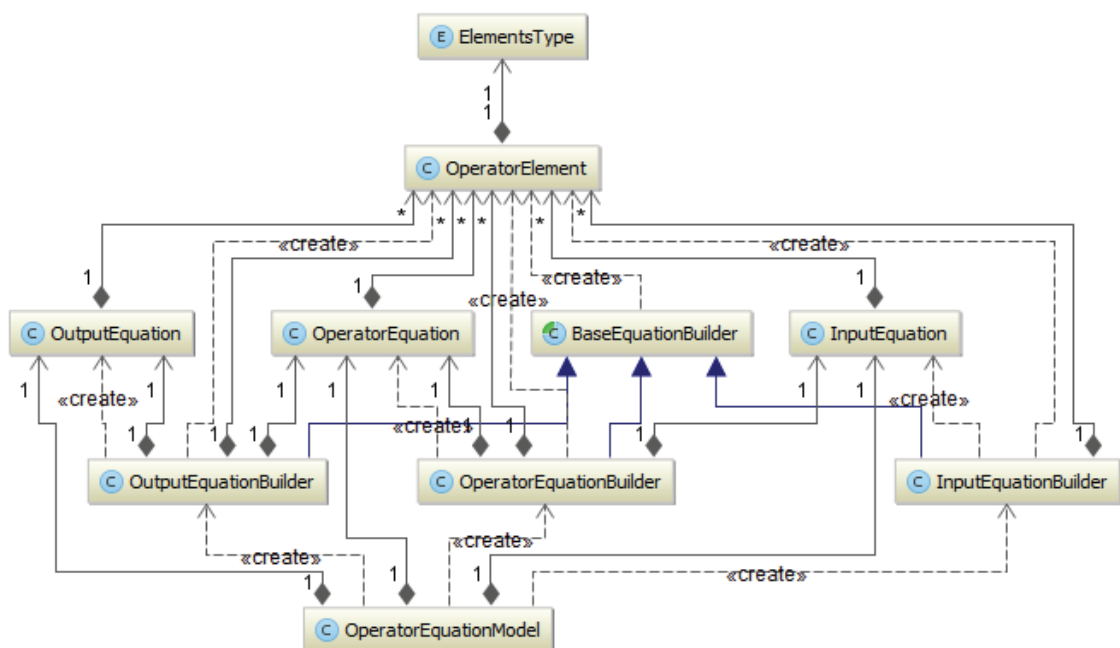 E ElementsType
1
1
C OperatorElement
* * * * * *
«create» «create»
«create»
1 1 «create» 1
C OutputEquation C OperatorEquation C BaseEquationBuilder C InputEquation
1 1 1 1 1 1 1
«create»
1 1 1 «create» 1 1 1 1
C OutputEquationBuilder C OperatorEquationBuilder C InputEquationBuilder
«create» «create»
1 1 1 «create»
C OperatorEquationModel